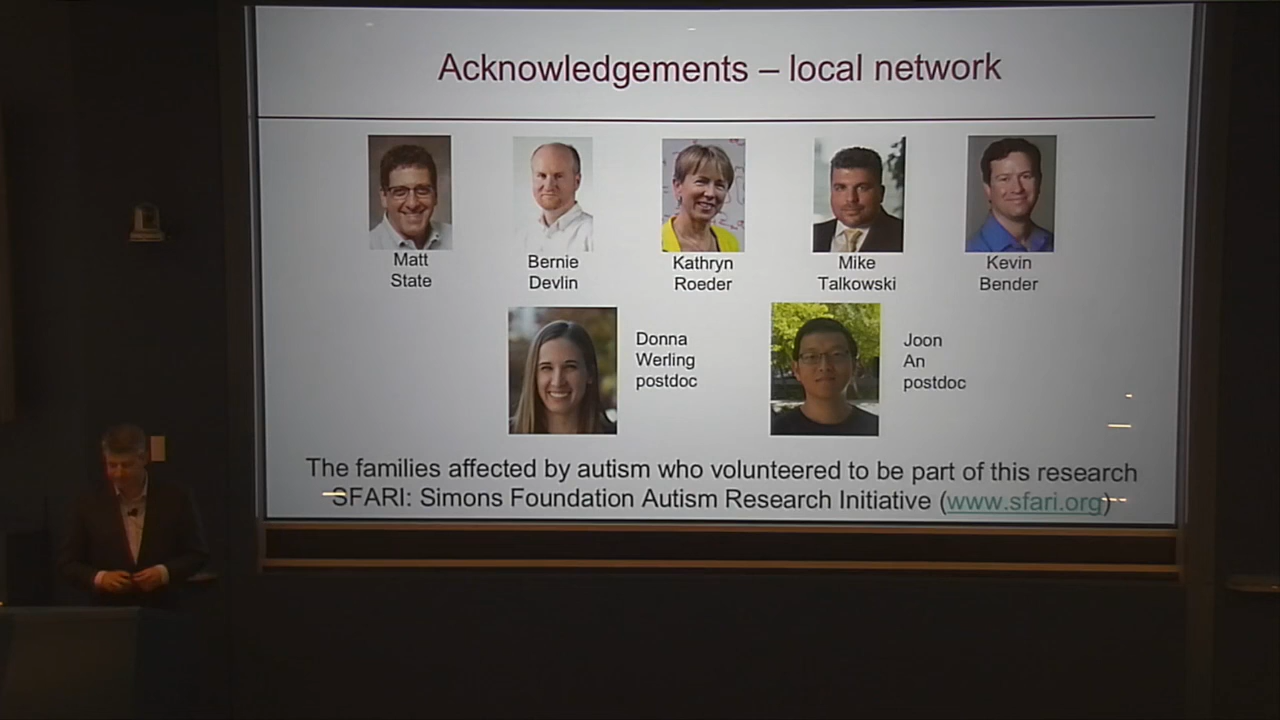 Acknowledgements – local network
Matt
State
Bernie
Devlin
Kathryn
Roeder
Mike
Talkowski
Kevin
Bender
Donna
Werling
postdoc
Joon
An
postdoc
The families affected by autism who volunteered to be part of this research
SFARI: Simons Foundation Autism Research Initiative (www.sfari.org)